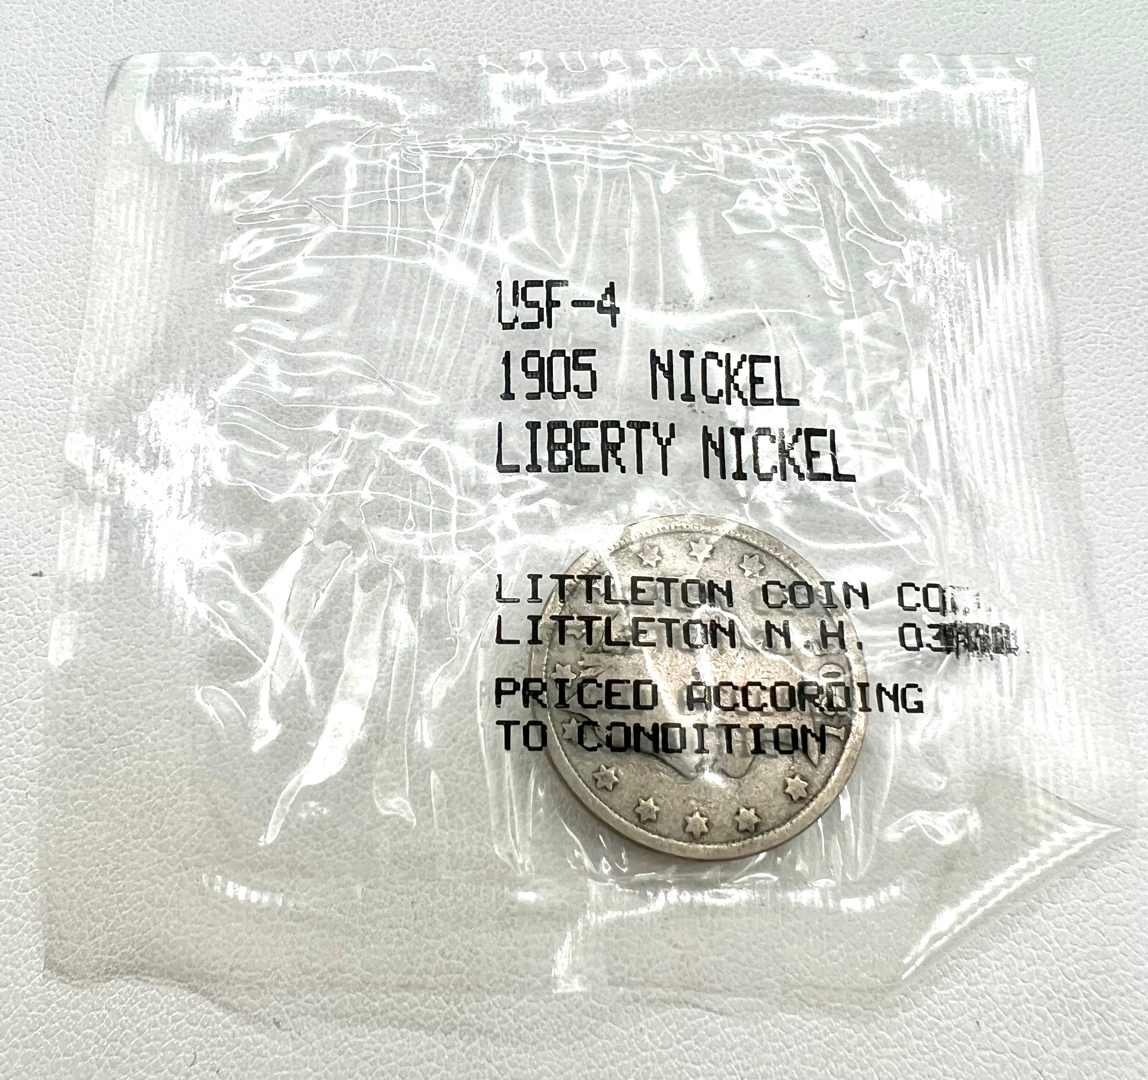 USF-4
1905 NICKEL
LIBERTY NICKEL
LITTLETON COIN
LITTLETON N.H.
PRICED ACCORDING
TO CONDITION